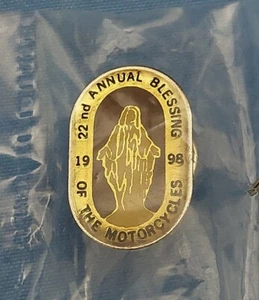 22nd ANNUAL BLESSING
19 98
OF THE MOTORCYCLES